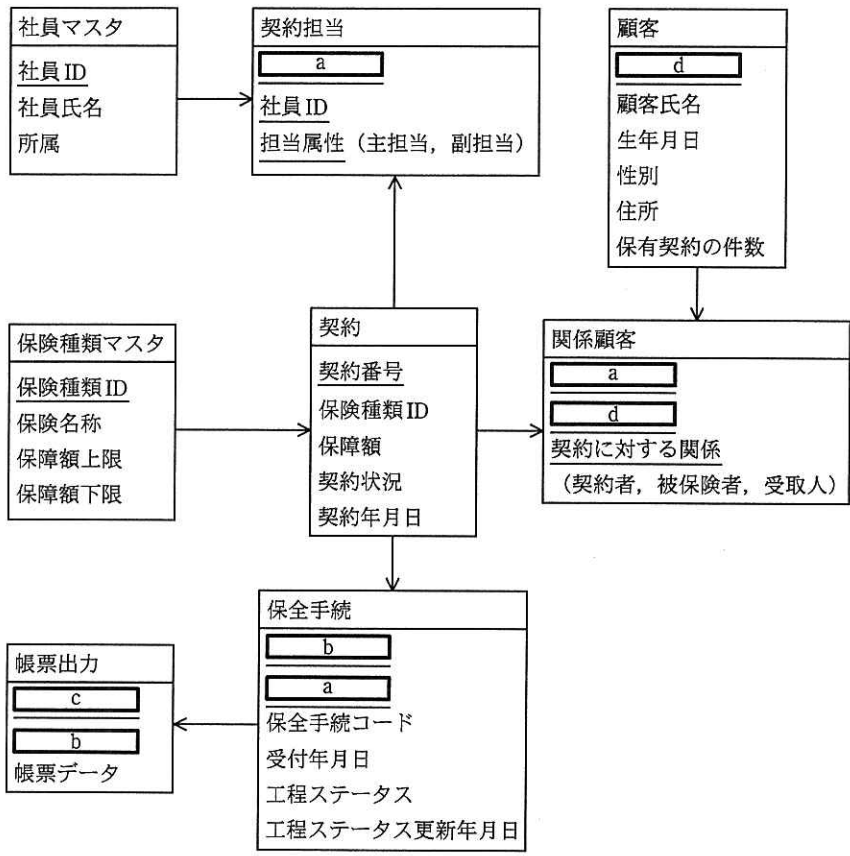 社員マスタ
社員ID
社員氏名
所属
契約担当
a
社員ID
担当属性（主担当，副担当）
顧客
d
顧客氏名
生年月日
性別
住所
保有契約の件数
保険種類マスタ
保険種類ID
保険名称
保障額上限
保障額下限
契約
契約番号
保険種類ID
保障額
契約状況
契約年月日
関係顧客
a
d
契約に対する関係
（契約者，被保険者，受取人）
帳票出力
c
b
帳票データ
保全手続
b
a
保全手続コード
受付年月日
工程ステータス
工程ステータス更新年月日